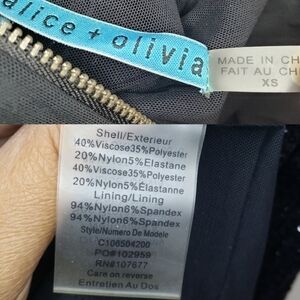 alice + olivia
MADE IN CH
FAIT AU CH
XS
Shell/Exterieur
40%Viscose35%Polyester
20%Nylon5%Elastane
40%Viscose35%Polyester
20%Nylon5%Élastanne
Lining/Lining
94%Nylon6%Spandex
94%Nylon6%Spandex
Style/Numero De Modele
C106504200
PO#102959
RN#107677
Care on reverse
Entretien Au Dos